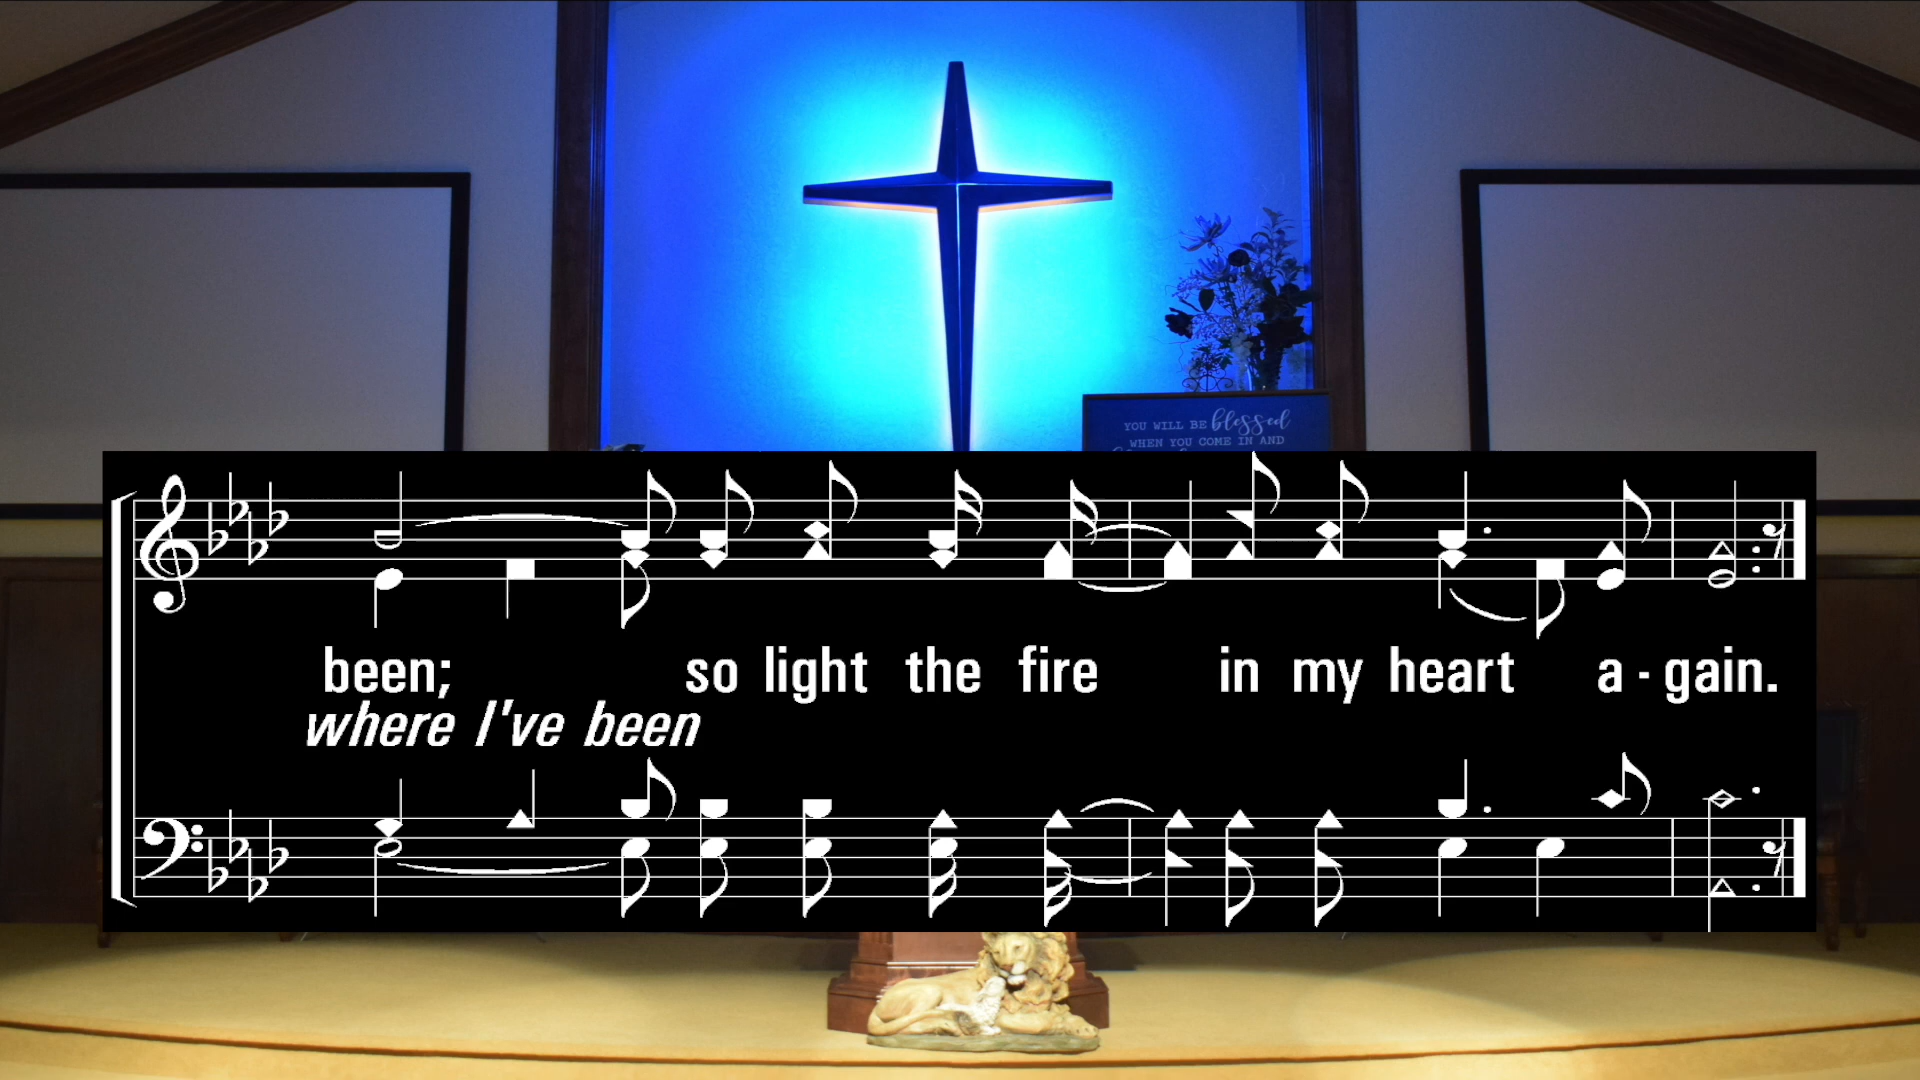 YOU WILL BE blessed
WHEN YOU COME IN AND
been; so light the fire in my heart a - gain.
where I've been